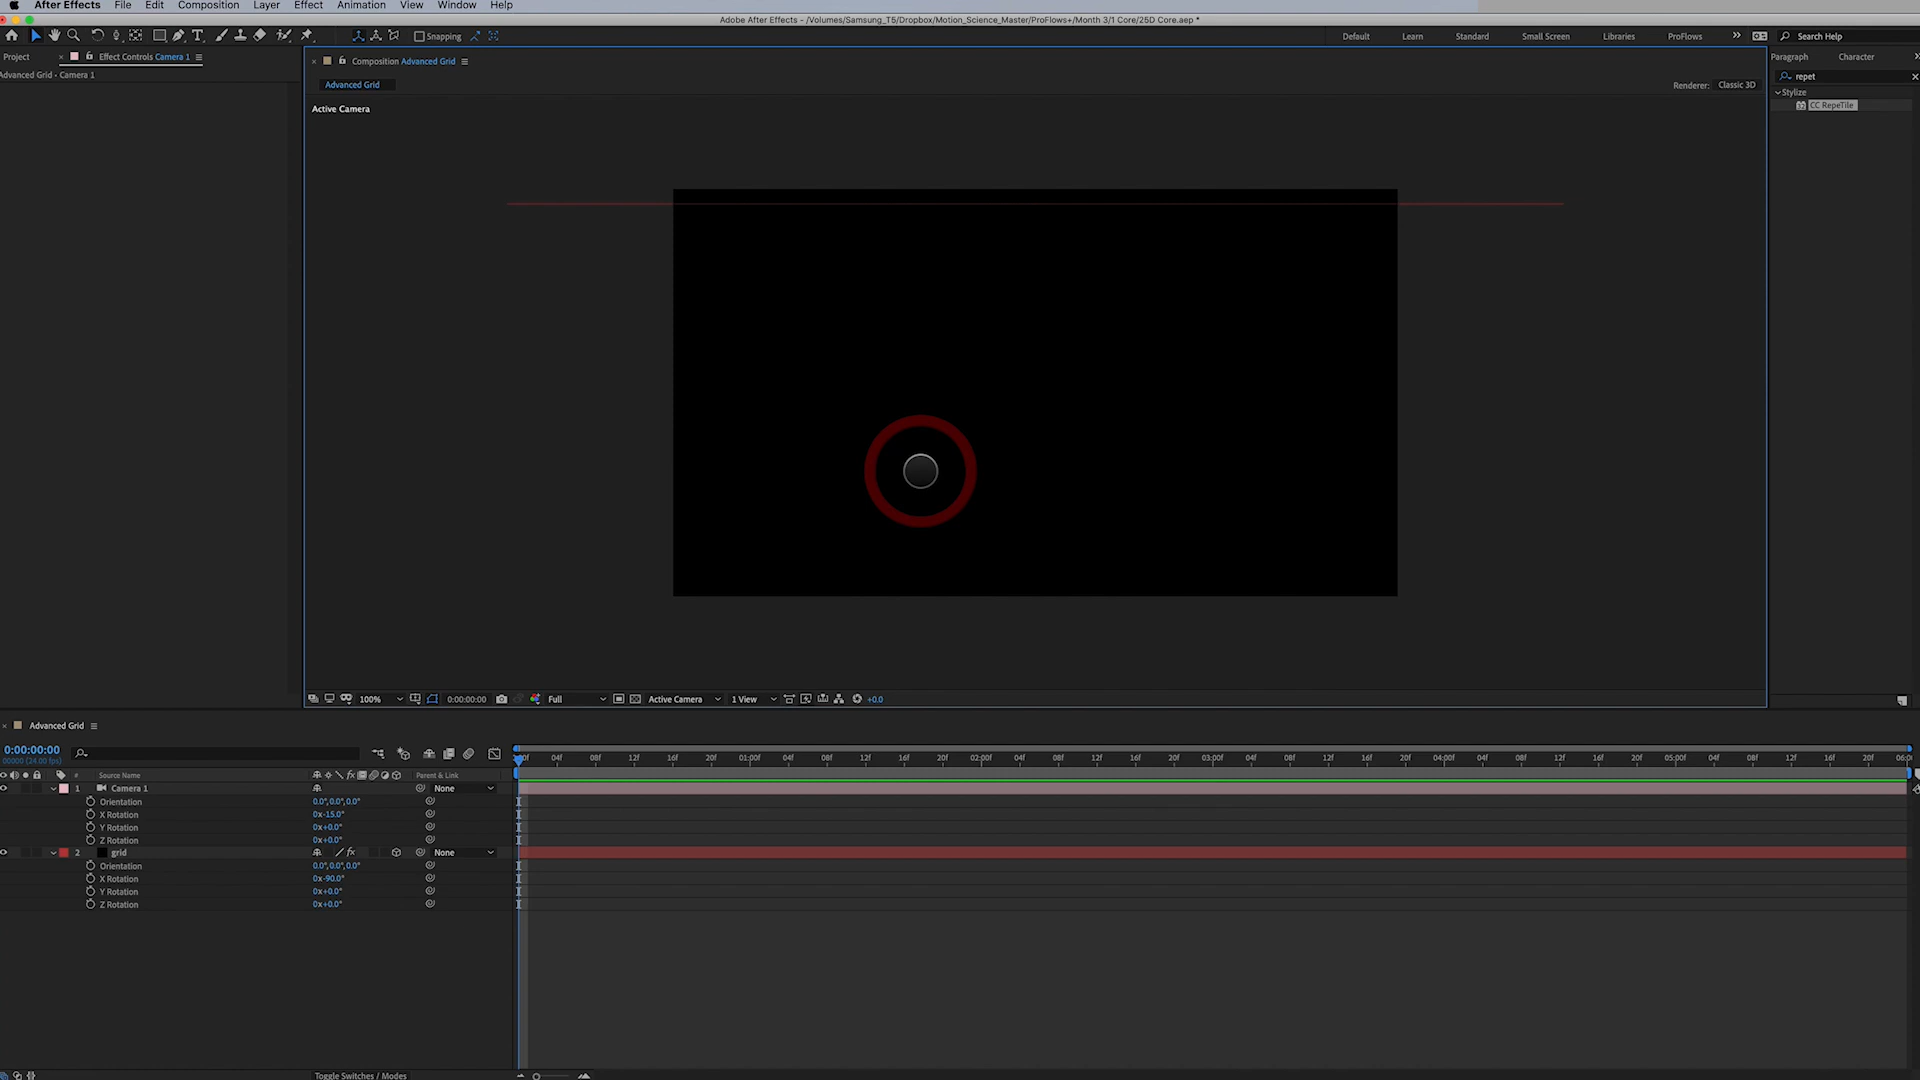 After Effects File Edit Composition Layer Effect Animation View Window Help
Adobe After Effects - /Volumes/Samsung_T5/Dropbox/Motion_Science_Master/ProFlows+/Month 3/1 Core/25D Core.aep *
Snapping Default Learn Standard Small Screen Libraries ProFlows Search Help
Project Effect Controls Camera 1
Advanced Grid • Camera 1
Composition Advanced Grid
Advanced Grid
Renderer: Classic 3D
Active Camera
Paragraph Character
repet
Stylize
CC RepeTile
100% 0:00:00:00 Full Active Camera 1 View +0.0
Advanced Grid
0:00:00:00
00000 (24.00 fps)
:00f 04f 08f 12f 16f 20f 01:00f 04f 08f 12f 16f 20f 02:00f 04f 08f 12f 16f 20f 03:00f 04f 08f 12f 16f 20f 04:00f 04f 08f 12f 16f 20f 05:00f 04f 08f 12f 16f 20f 06:00
# Source Name Parent & Link
1 Camera 1 None
Orientation 0.0°,0.0°,0.0°
X Rotation 0x-15.0°
Y Rotation 0x+0.0°
Z Rotation 0x+0.0°
2 grid None
Orientation 0.0°,0.0°,0.0°
X Rotation 0x-90.0°
Y Rotation 0x+0.0°
Z Rotation 0x+0.0°
Toggle Switches / Modes